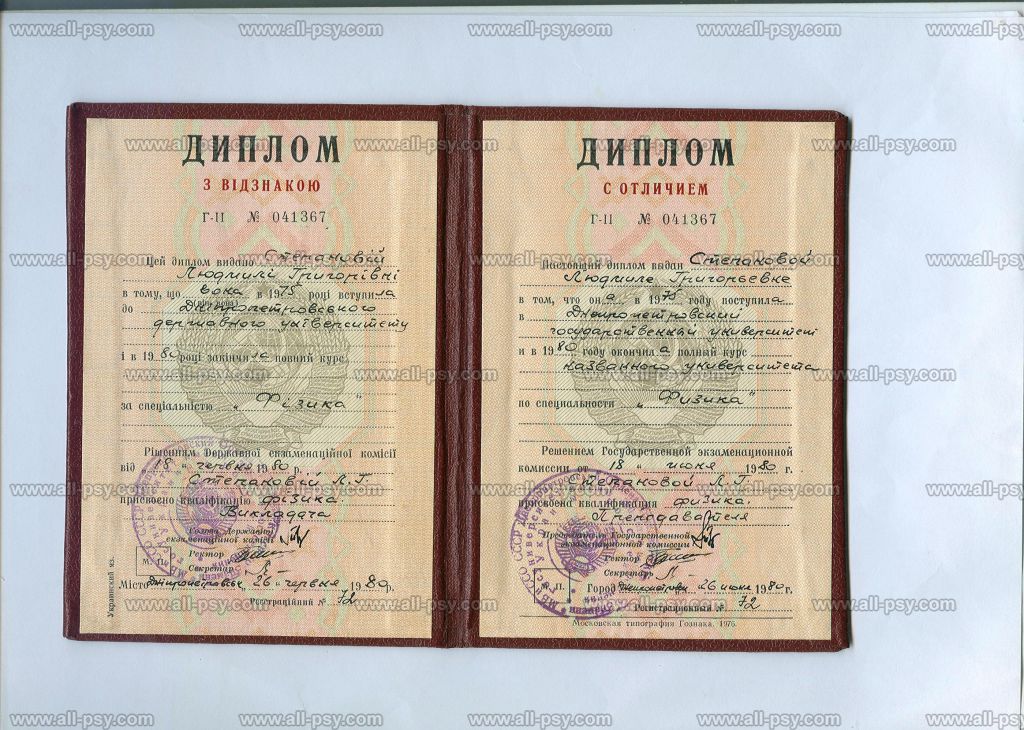 ДИПЛОМ
З ВІДЗНАКОЮ
Г-II № 041367
Цей диплом видано Степановій
Людмилі Григорівні
в тому, що вона в 1975 році вступила
до Дніпропетровського
державного університету
і в 1980 році закінчила повний курс
за спеціальністю „Фізика"
Рішенням Державної екзаменаційної комісії
від 18 „ червня 1980 р.
Степановій Л.Г.
присвоєно кваліфікацію фізика.
Викладача
Голова Державної
екзаменаційної комісії
Ректор
Секретар
М. П.
Місто Дніпропетровськ 26 „ червня 1980 р.
Реєстраційний № 72
Украинский яз.
ДИПЛОМ
С ОТЛИЧИЕМ
Г-II № 041367
Настоящий диплом выдан Степановой
Людмиле Григорьевне
в том, что она в 1975 году поступила
в Днепропетровский
государственный университет
и в 1980 году окончила полный курс
названного университета
по специальности „Физика"
Решением Государственной экзаменационной
комиссии от 18 „ июня 1980 г.
Степановой Л.Г.
присвоена квалификация физика.
Преподавателя
Председатель Государственной
экзаменационной комиссии
Ректор
Секретарь
М. П.
Город 26 июня 1980 г.
Регистрационный № 72
Московская типография Гознака. 1976.
www.all-psy.com